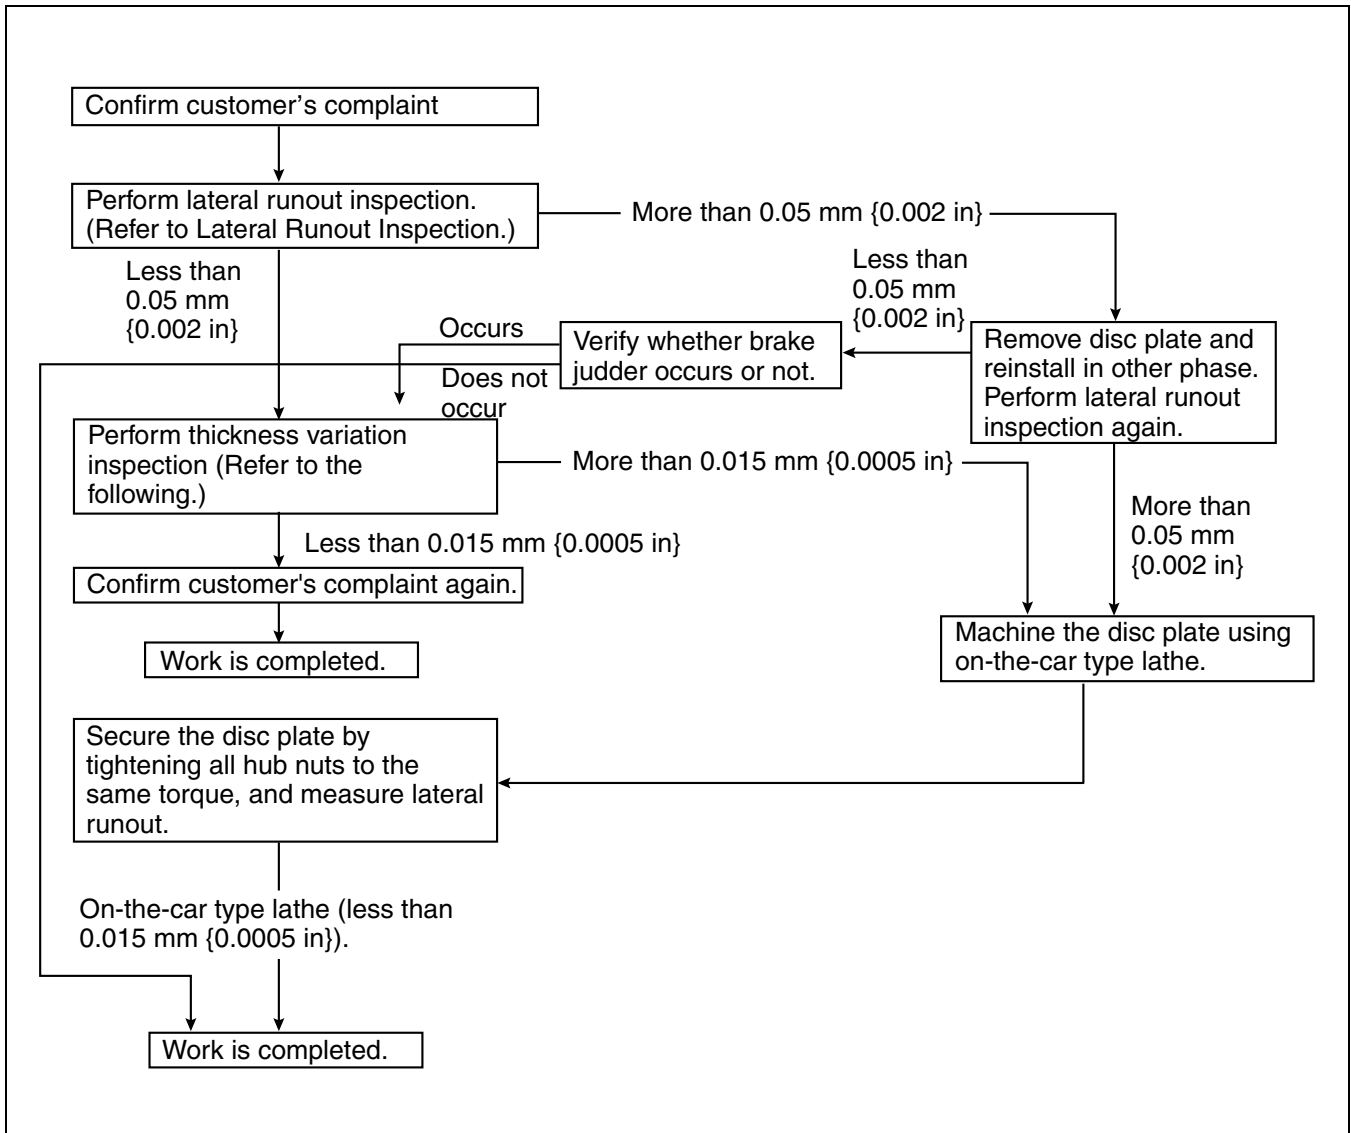 Confirm customer’s complaint
Perform lateral runout inspection.
(Refer to Lateral Runout Inspection.)
More than 0.05 mm {0.002 in}
Less than
0.05 mm
{0.002 in}
Less than
0.05 mm
{0.002 in}
Occurs
Verify whether brake
judder occurs or not.
Remove disc plate and
reinstall in other phase.
Perform lateral runout
inspection again.
Does not
occur
Perform thickness variation
inspection (Refer to the
following.)
More than 0.015 mm {0.0005 in}
More than
0.05 mm
{0.002 in}
Less than 0.015 mm {0.0005 in}
Confirm customer's complaint again.
Work is completed.
Machine the disc plate using
on-the-car type lathe.
Secure the disc plate by
tightening all hub nuts to the
same torque, and measure lateral
runout.
On-the-car type lathe (less than
0.015 mm {0.0005 in}).
Work is completed.